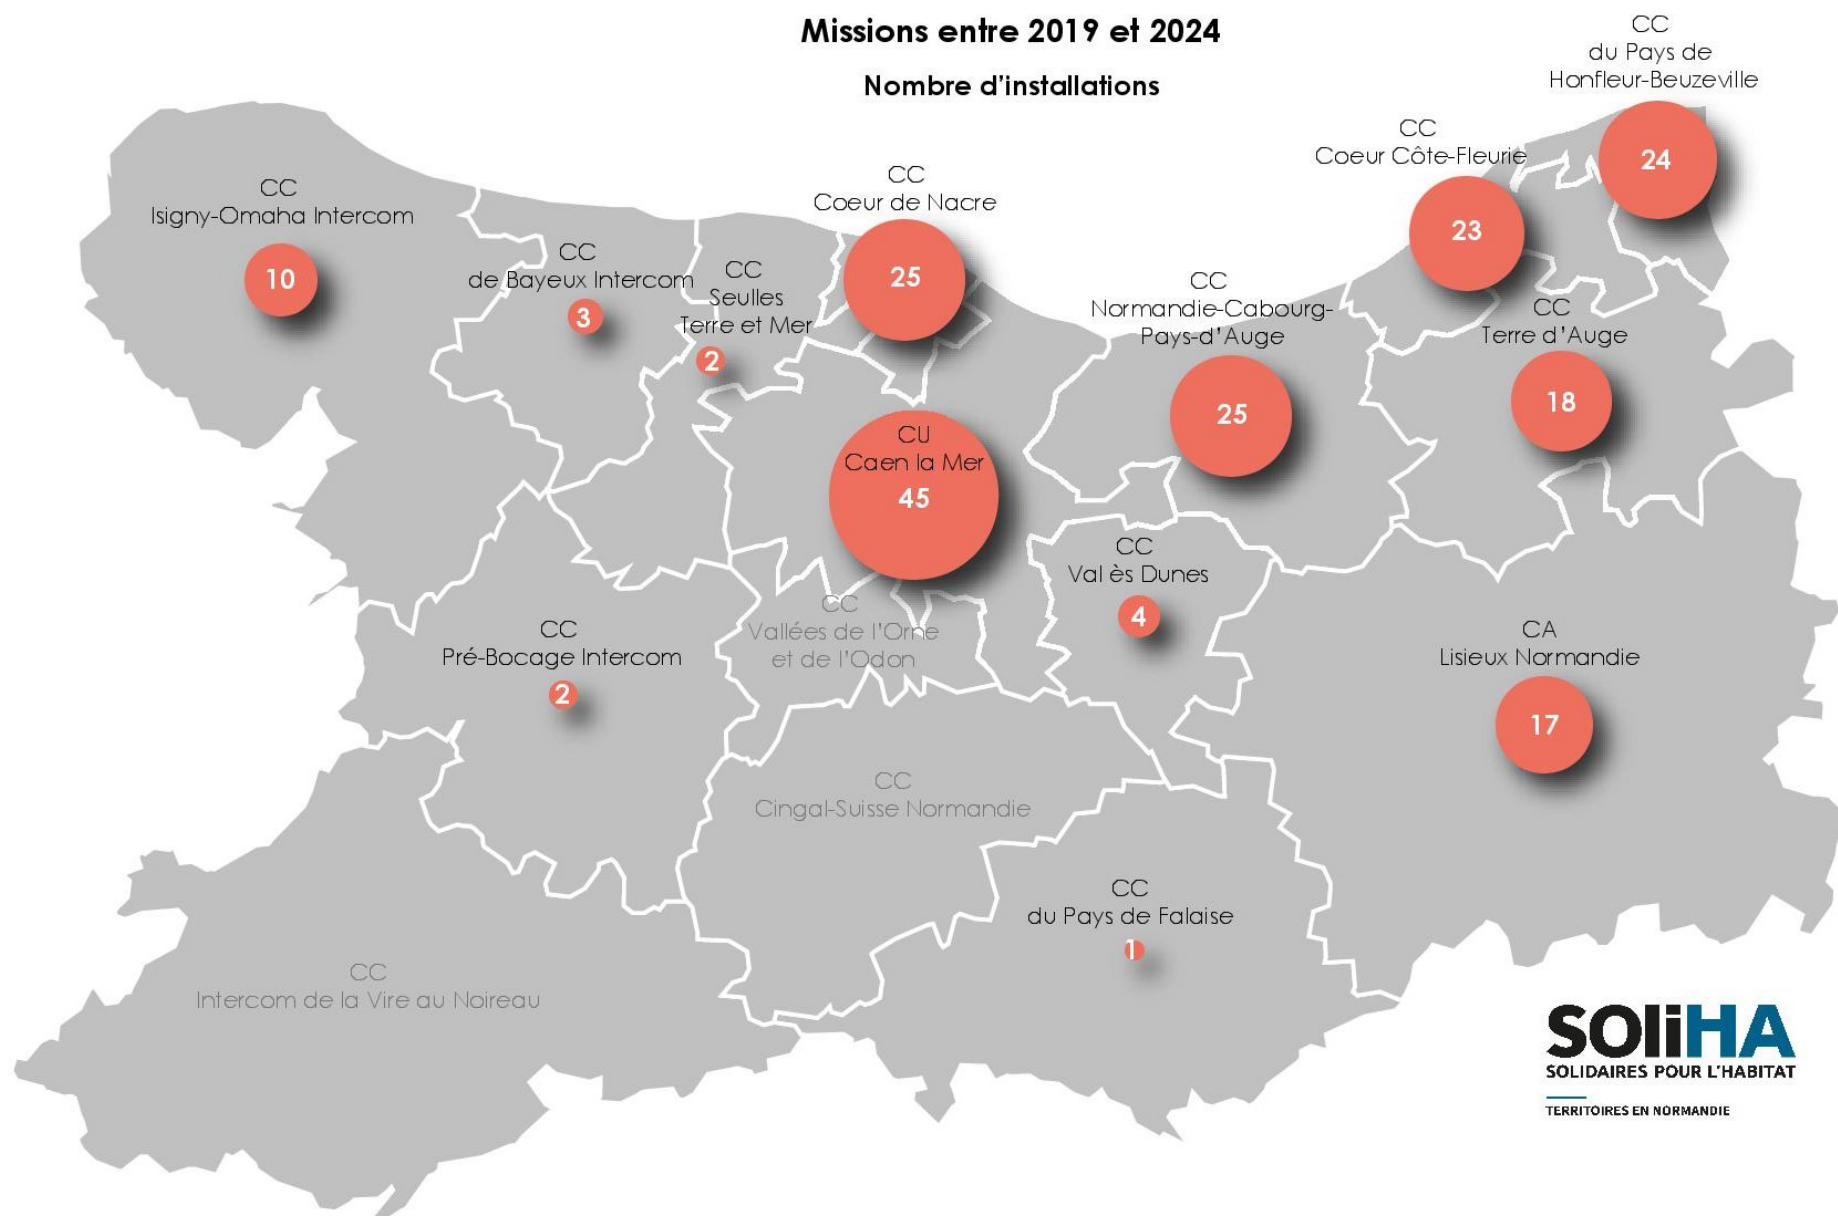 Missions entre 2019 et 2024
Nombre d'installations
CC
du Pays de
Honfleur-Beuzeville
24
CC
Coeur Côte-Fleurie
23
CC
Coeur de Nacre
25
CC
Isigny-Omaha Intercom
10
CC
de Bayeux Intercom
3
CC
Seulles
Terre et Mer
2
CC
Normandie-Cabourg-
Pays-d'Auge
25
CC
Terre d'Auge
18
CU
Caen la Mer
45
CC
Val ès Dunes
4
CC
Vallées de l'Orne
et de l'Odon
CC
Pré-Bocage Intercom
2
CA
Lisieux Normandie
17
CC
Cingal-Suisse Normandie
CC
du Pays de Falaise
1
CC
Intercom de la Vire au Noireau
SOliHA
SOLIDAIRES POUR L'HABITAT
TERRITOIRES EN NORMANDIE